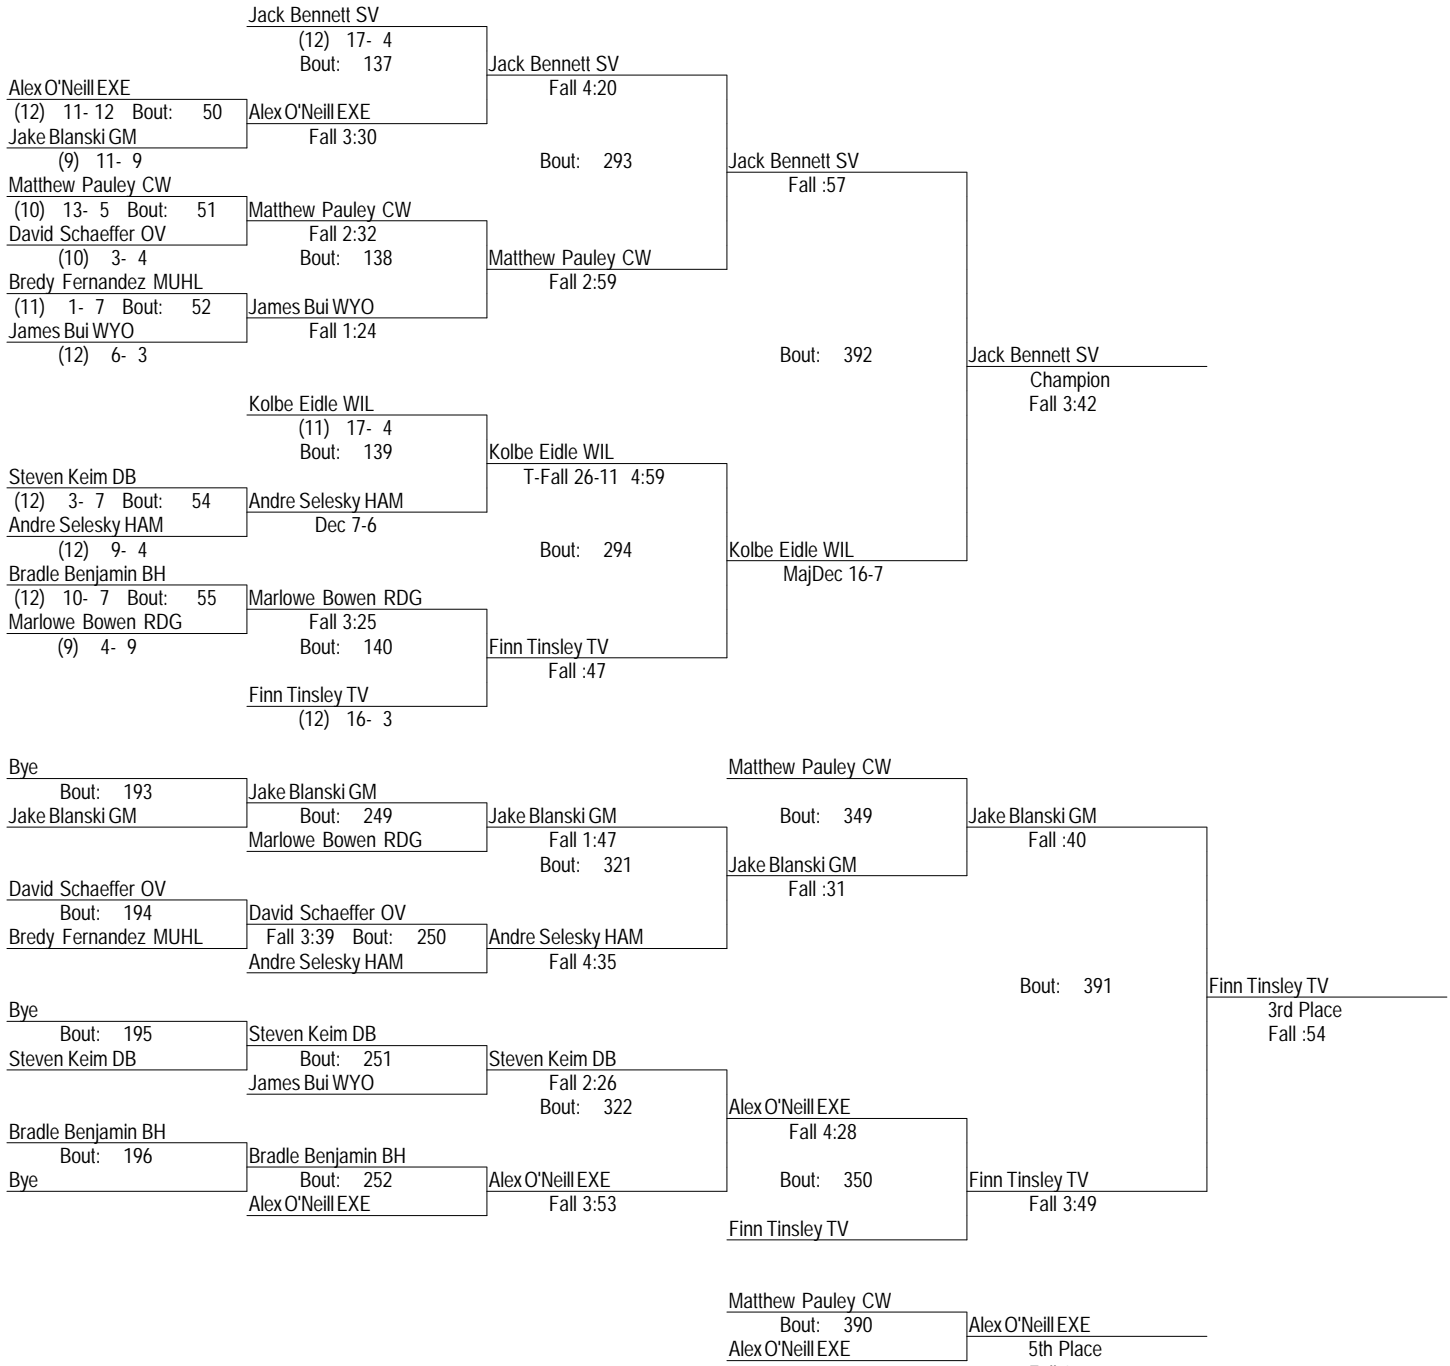 Jack Bennett SV
(12) 17- 4
Bout: 137
Jack Bennett SV
Fall 4:20
Alex O'Neill EXE
(12) 11- 12 Bout: 50
Alex O'Neill EXE
Jake Blanski GM
Fall 3:30
(9) 11- 9
Bout: 293
Jack Bennett SV
Fall :57
Matthew Pauley CW
(10) 13- 5 Bout: 51
Matthew Pauley CW
David Schaeffer OV
Fall 2:32
(10) 3- 4
Bout: 138
Matthew Pauley CW
Fall 2:59
Bredy Fernandez MUHL
(11) 1- 7 Bout: 52
James Bui WYO
James Bui WYO
Fall 1:24
(12) 6- 3
Bout: 392
Jack Bennett SV
Champion
Fall 3:42
Kolbe Eidle WIL
(11) 17- 4
Bout: 139
Kolbe Eidle WIL
T-Fall 26-11 4:59
Steven Keim DB
(12) 3- 7 Bout: 54
Andre Selesky HAM
Andre Selesky HAM
Dec 7-6
(12) 9- 4
Bout: 294
Kolbe Eidle WIL
MajDec 16-7
Bradle Benjamin BH
(12) 10- 7 Bout: 55
Marlowe Bowen RDG
Marlowe Bowen RDG
Fall 3:25
(9) 4- 9
Bout: 140
Finn Tinsley TV
Fall :47
Finn Tinsley TV
(12) 16- 3
Bye
Bout: 193
Jake Blanski GM
Jake Blanski GM
Bout: 249
Marlowe Bowen RDG
Jake Blanski GM
Fall 1:47
Bout: 321
Matthew Pauley CW
Bout: 349
Jake Blanski GM
Fall :31
Jake Blanski GM
Fall :40
David Schaeffer OV
Bout: 194
Bredy Fernandez MUHL
David Schaeffer OV
Fall 3:39 Bout: 250
Andre Selesky HAM
Andre Selesky HAM
Fall 4:35
Bout: 391
Finn Tinsley TV
3rd Place
Fall :54
Bye
Bout: 195
Steven Keim DB
Steven Keim DB
Bout: 251
James Bui WYO
Steven Keim DB
Fall 2:26
Bout: 322
Alex O'Neill EXE
Fall 4:28
Bradle Benjamin BH
Bout: 196
Bye
Bradle Benjamin BH
Bout: 252
Alex O'Neill EXE
Alex O'Neill EXE
Fall 3:53
Bout: 350
Finn Tinsley TV
Finn Tinsley TV
Fall 3:49
Matthew Pauley CW
Bout: 390
Alex O'Neill EXE
Alex O'Neill EXE
5th Place